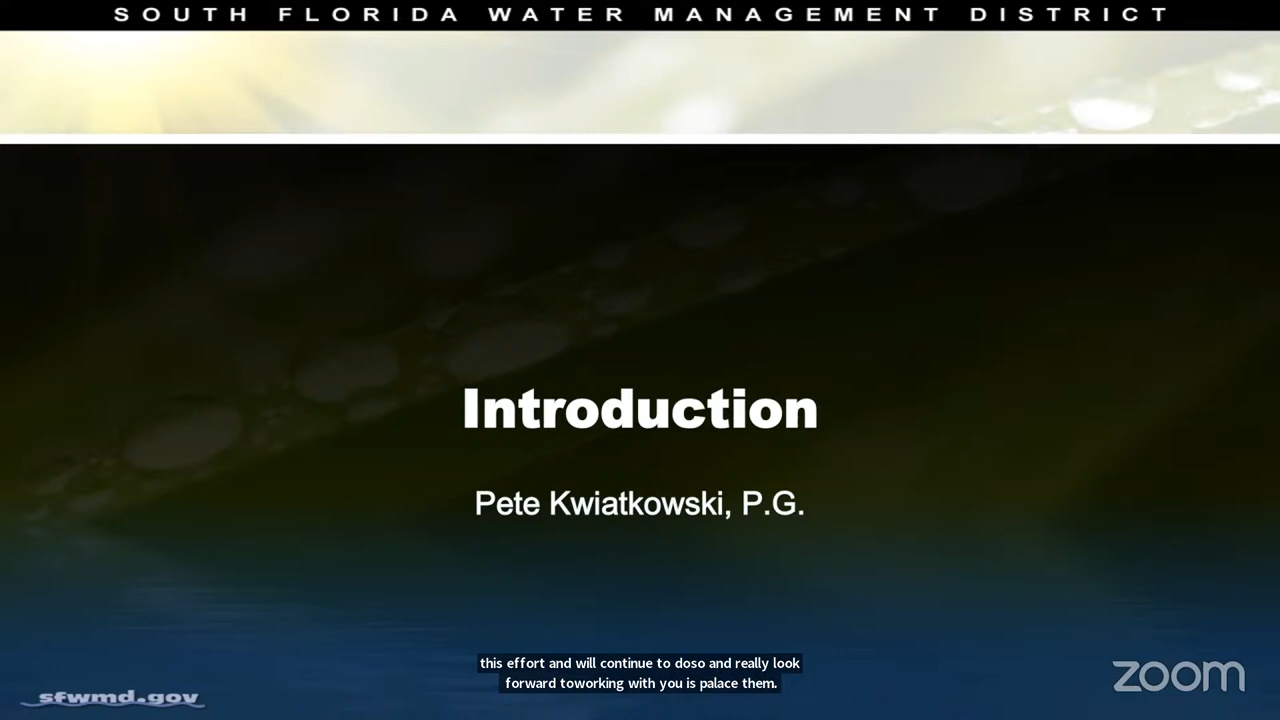 SOUTH FLORIDA WATER MANAGEMENT DISTRICT
Introduction
Pete Kwiatkowski, P.G.
this effort and will continue to doso and really look
forward toworking with you is palace them.
sfwmd.gov
zoom